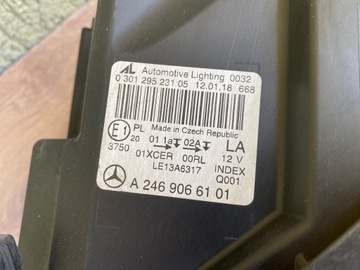 AL Automotive Lighting 0032
0 301 295 231 05 12.01.18 668
Made in Czech Republic
E1 PL 01 1a 02A LA
20
3750 01XCER 00RL 12 V
LE13A6317 INDEX
Q001
A 246 906 61 01